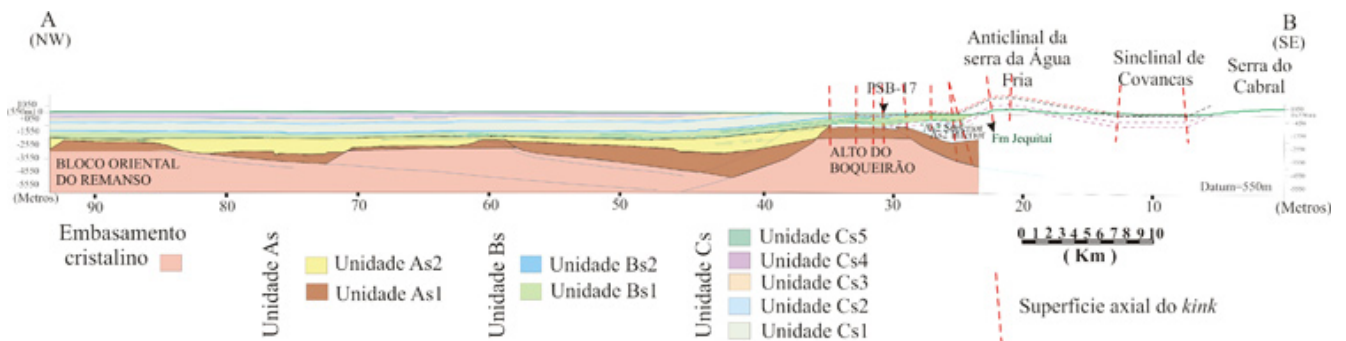 A
(NW)
B
(SE)
Anticlinal da
serra da Água
Fria
Sinclinal de
Covancas
Serra do
Cabral
PSB-17
Fm Jequitaí
BLOCO ORIENTAL
DO REMANSO
ALTO DO
BOQUEIRÃO
Datum=550m
-1550
-2550
-3550
-4550
-5550
(Metros)
90
80
70
60
50
40
30
20
10
(Metros)
Embasamento
cristalino
Unidade As
Unidade As2
Unidade As1
Unidade Bs
Unidade Bs2
Unidade Bs1
Unidade Cs
Unidade Cs5
Unidade Cs4
Unidade Cs3
Unidade Cs2
Unidade Cs1
0 1 2 3 4 5 6 7 8 9 10
( Km )
Superfície axial do kink